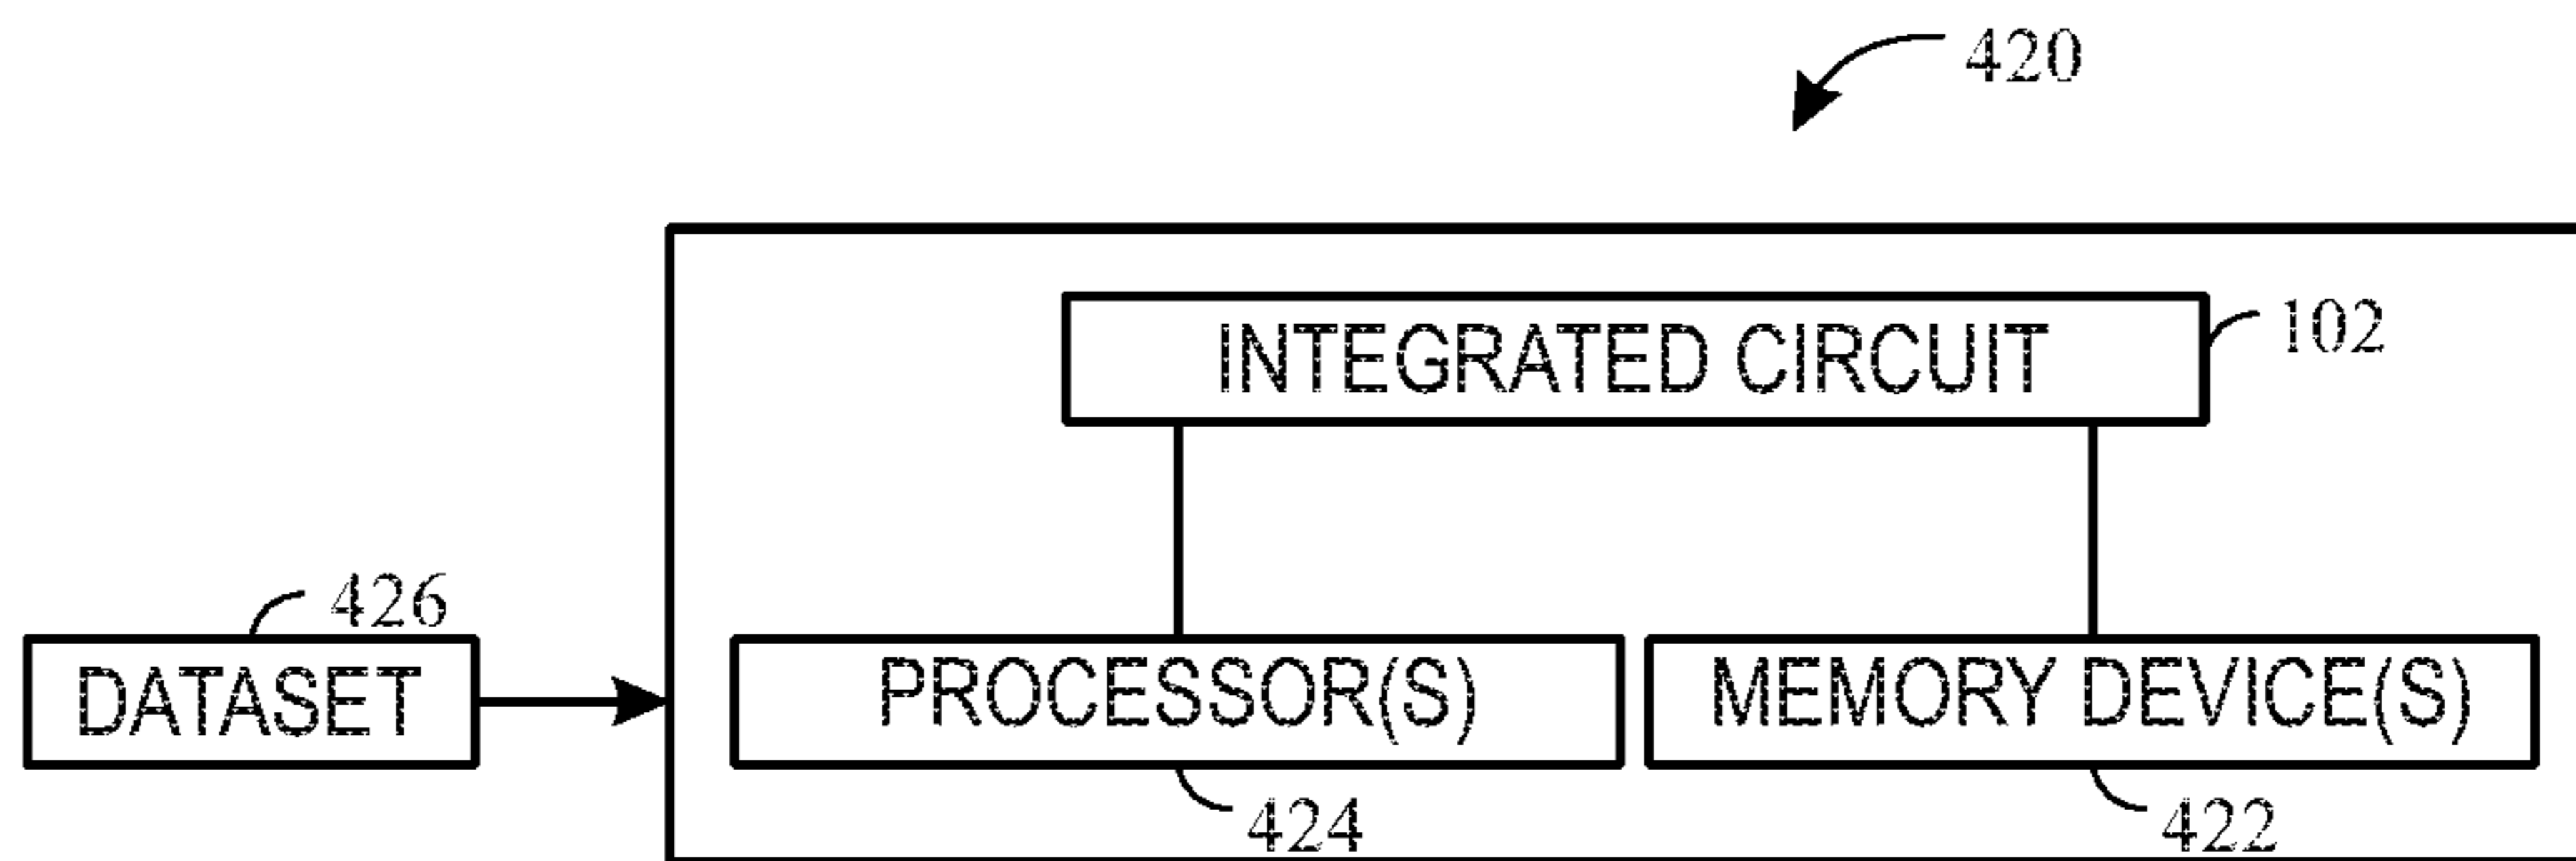 420
INTEGRATED CIRCUIT
102
426
DATASET
PROCESSOR(S)
MEMORY DEVICE(S)
424
422